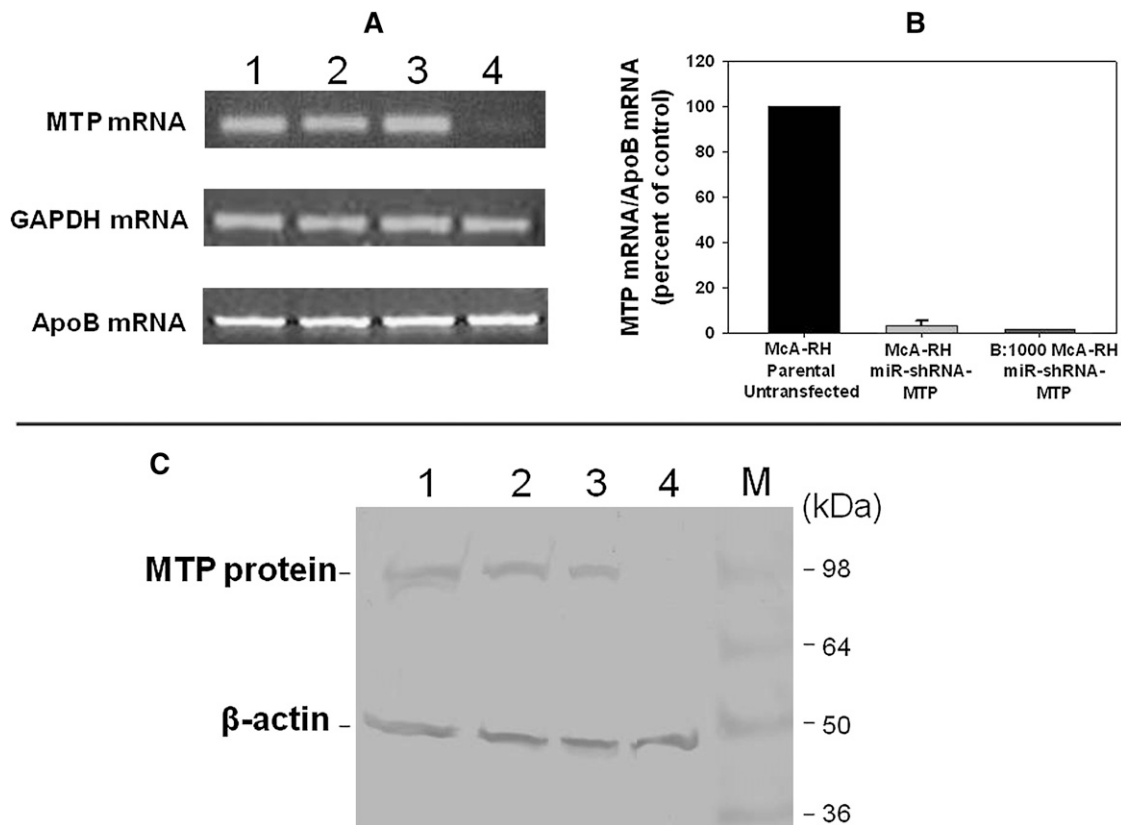 A
1 2 3 4
MTP mRNA
GAPDH mRNA
ApoB mRNA
B
MTP mRNA/ApoB mRNA
(percent of control)
120
100
80
60
40
20
0
McA-RH
Parental
Untransfected
McA-RH
miR-shRNA-
MTP
B:1000 McA-RH
miR-shRNA-
MTP
C
1 2 3 4 M (kDa)
MTP protein
β-actin
98
64
50
36